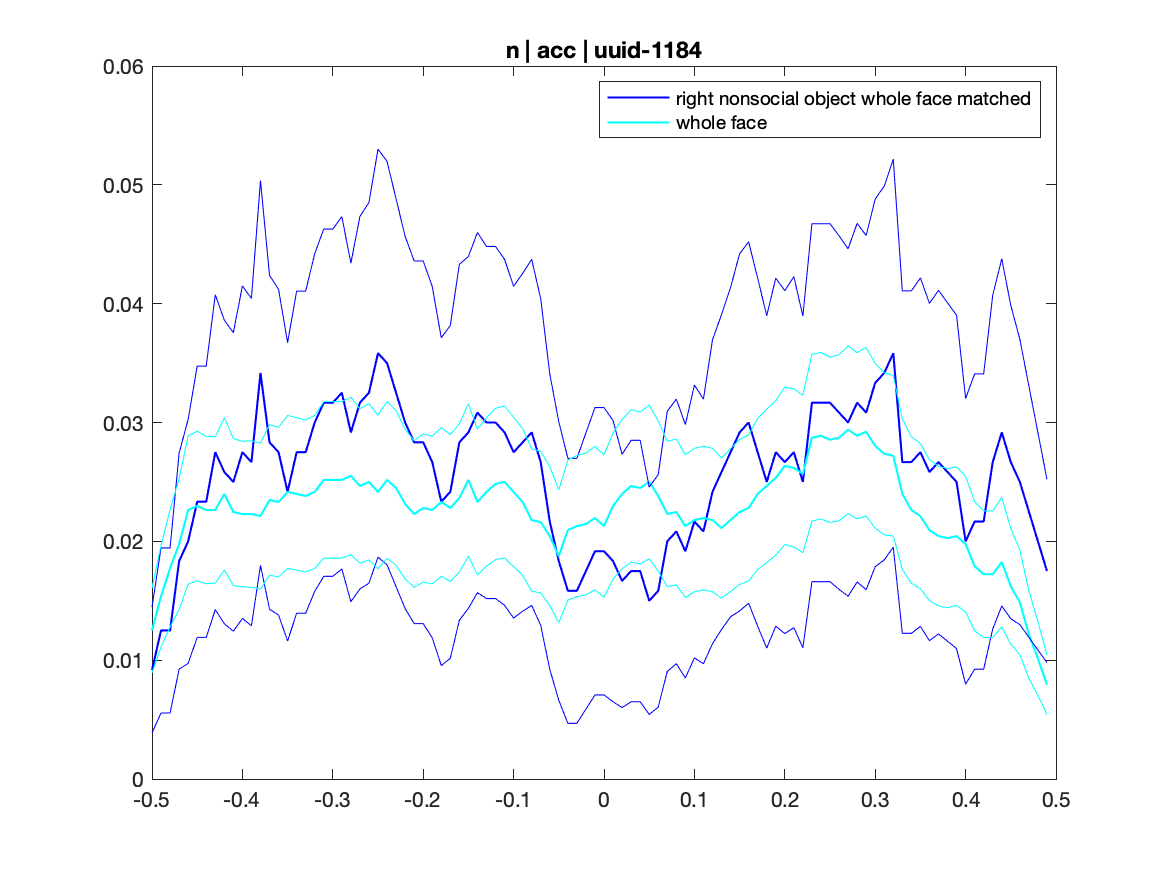 n | acc | uuid-1184
0.06
right nonsocial object whole face matched
whole face
0.05
0.04
0.03
0.02
0.01
0
-0.5 -0.4 -0.3 -0.2 -0.1 0 0.1 0.2 0.3 0.4 0.5